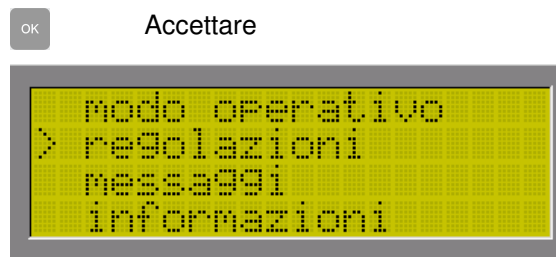 OK Accettare
modo operativo
> regolazioni
messaggi
informazioni